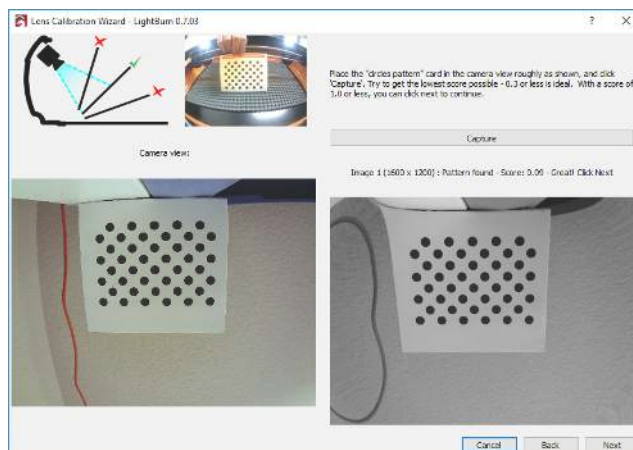 Lens Calibration Wizard - LightBurn 0.7.03
Place the "circles pattern" card in the camera view roughly as shown, and click
'Capture'. Try to get the lowest score possible - 0.3 or less is ideal. With a score of
1.0 or less, you can click next to continue.
Capture
Camera view:
Image 1 (1600 x 1200) : Pattern found - Score: 0.09 - Great! Click Next
Cancel
Back
Next